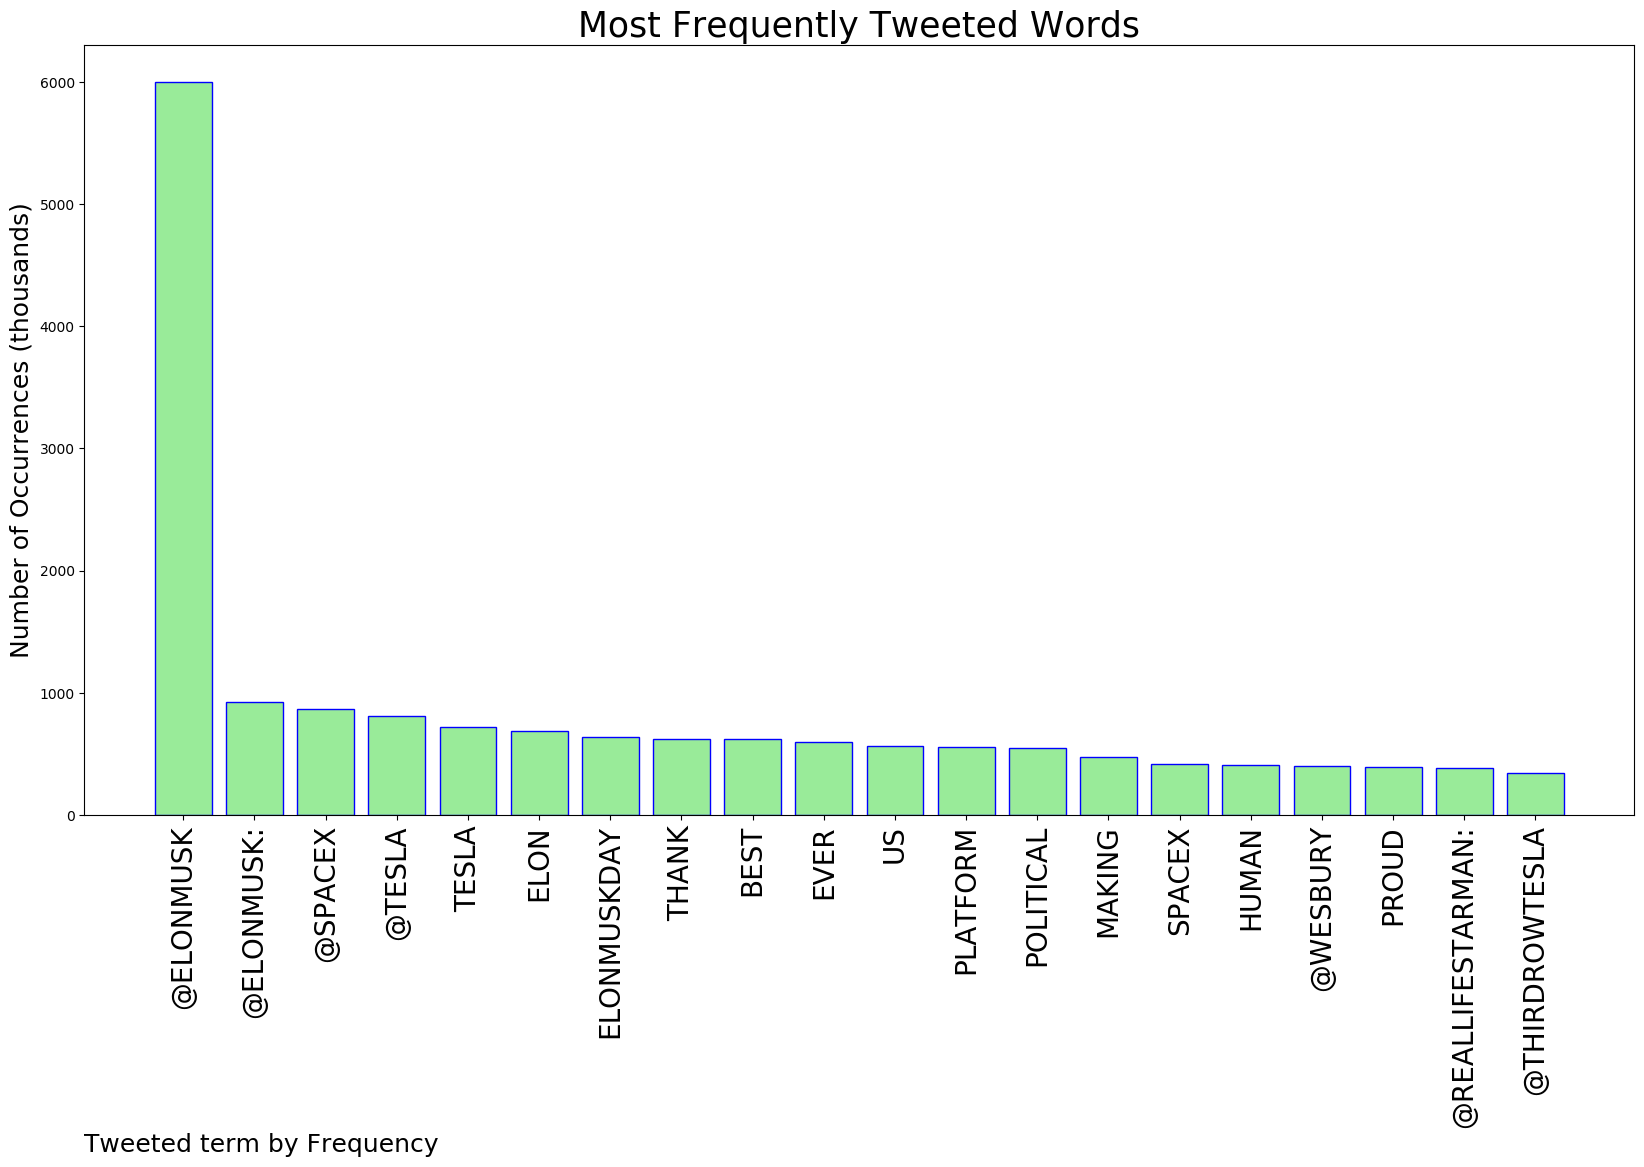 Most Frequently Tweeted Words
Number of Occurrences (thousands)
6000
5000
4000
3000
2000
1000
0
@ELONMUSK
@ELONMUSK:
@SPACEX
@TESLA
TESLA
ELON
ELONMUSKDAY
THANK
BEST
EVER
US
PLATFORM
POLITICAL
MAKING
SPACEX
HUMAN
@WESBURY
PROUD
@REALLIFESTARMAN:
@THIRDROWTESLA
Tweeted term by Frequency